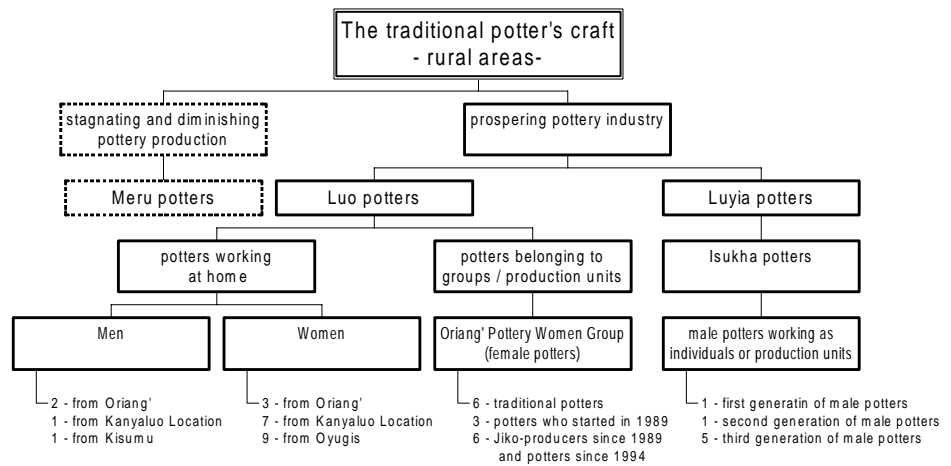 The traditional potter's craft
- rural areas-
stagnating and diminishing
pottery production
prospering pottery industry
Meru potters
Luo potters
Luyia potters
potters working
at home
potters belonging to
groups / production units
Isukha potters
Men
Women
Oriang' Pottery Women Group
(female potters)
male potters working as
individuals or production units
2 - from Oriang'
1 - from Kanyaluo Location
1 - from Kisumu
3 - from Oriang'
7 - from Kanyaluo Location
9 - from Oyugis
6 - traditional potters
3 - potters who started in 1989
6 - Jiko-producers since 1989
and potters since 1994
1 - first generatin of male potters
1 - second generation of male potters
5 - third generation of male potters